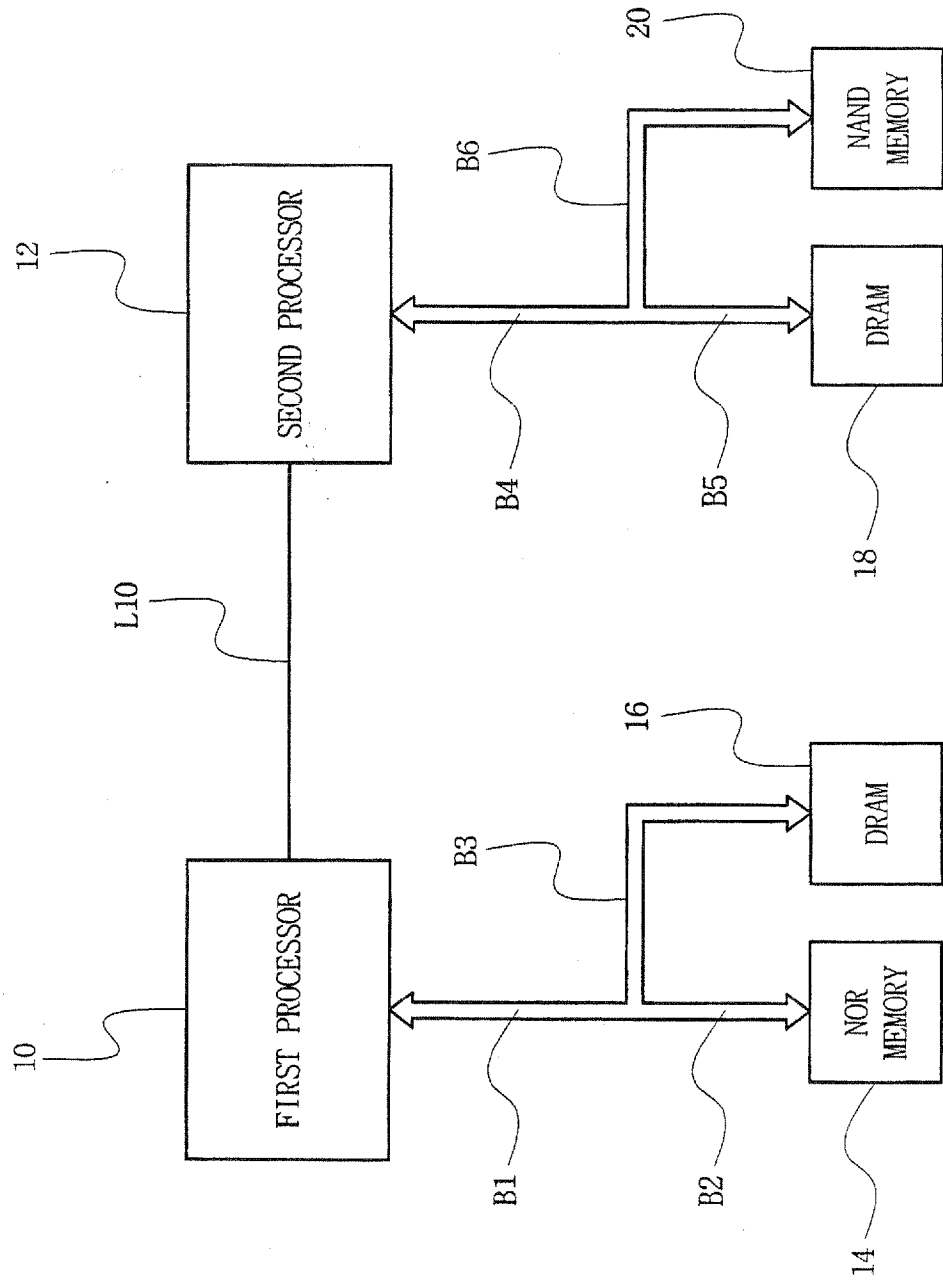 10
FIRST PROCESSOR
L10
12
SECOND PROCESSOR
B1
B3
B2
B4
B6
B5
14
NOR
MEMORY
16
DRAM
18
DRAM
20
NAND
MEMORY